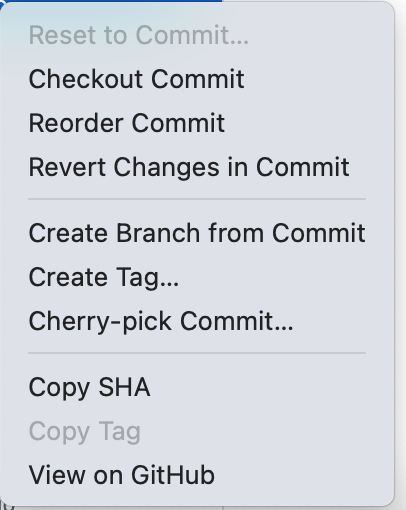 Reset to Commit...
Checkout Commit
Reorder Commit
Revert Changes in Commit
Create Branch from Commit
Create Tag...
Cherry-pick Commit...
Copy SHA
Copy Tag
View on GitHub